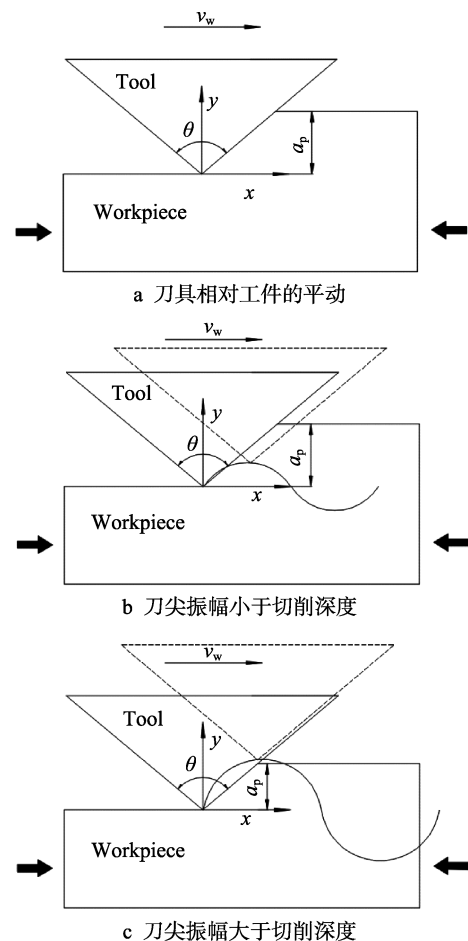 v_w
Tool
y
θ
a_p
x
Workpiece
a 刀具相对工件的平动
v_w
Tool
y
θ
a_p
x
Workpiece
b 刀尖振幅小于切削深度
v_w
Tool
y
θ
a_p
x
Workpiece
c 刀尖振幅大于切削深度